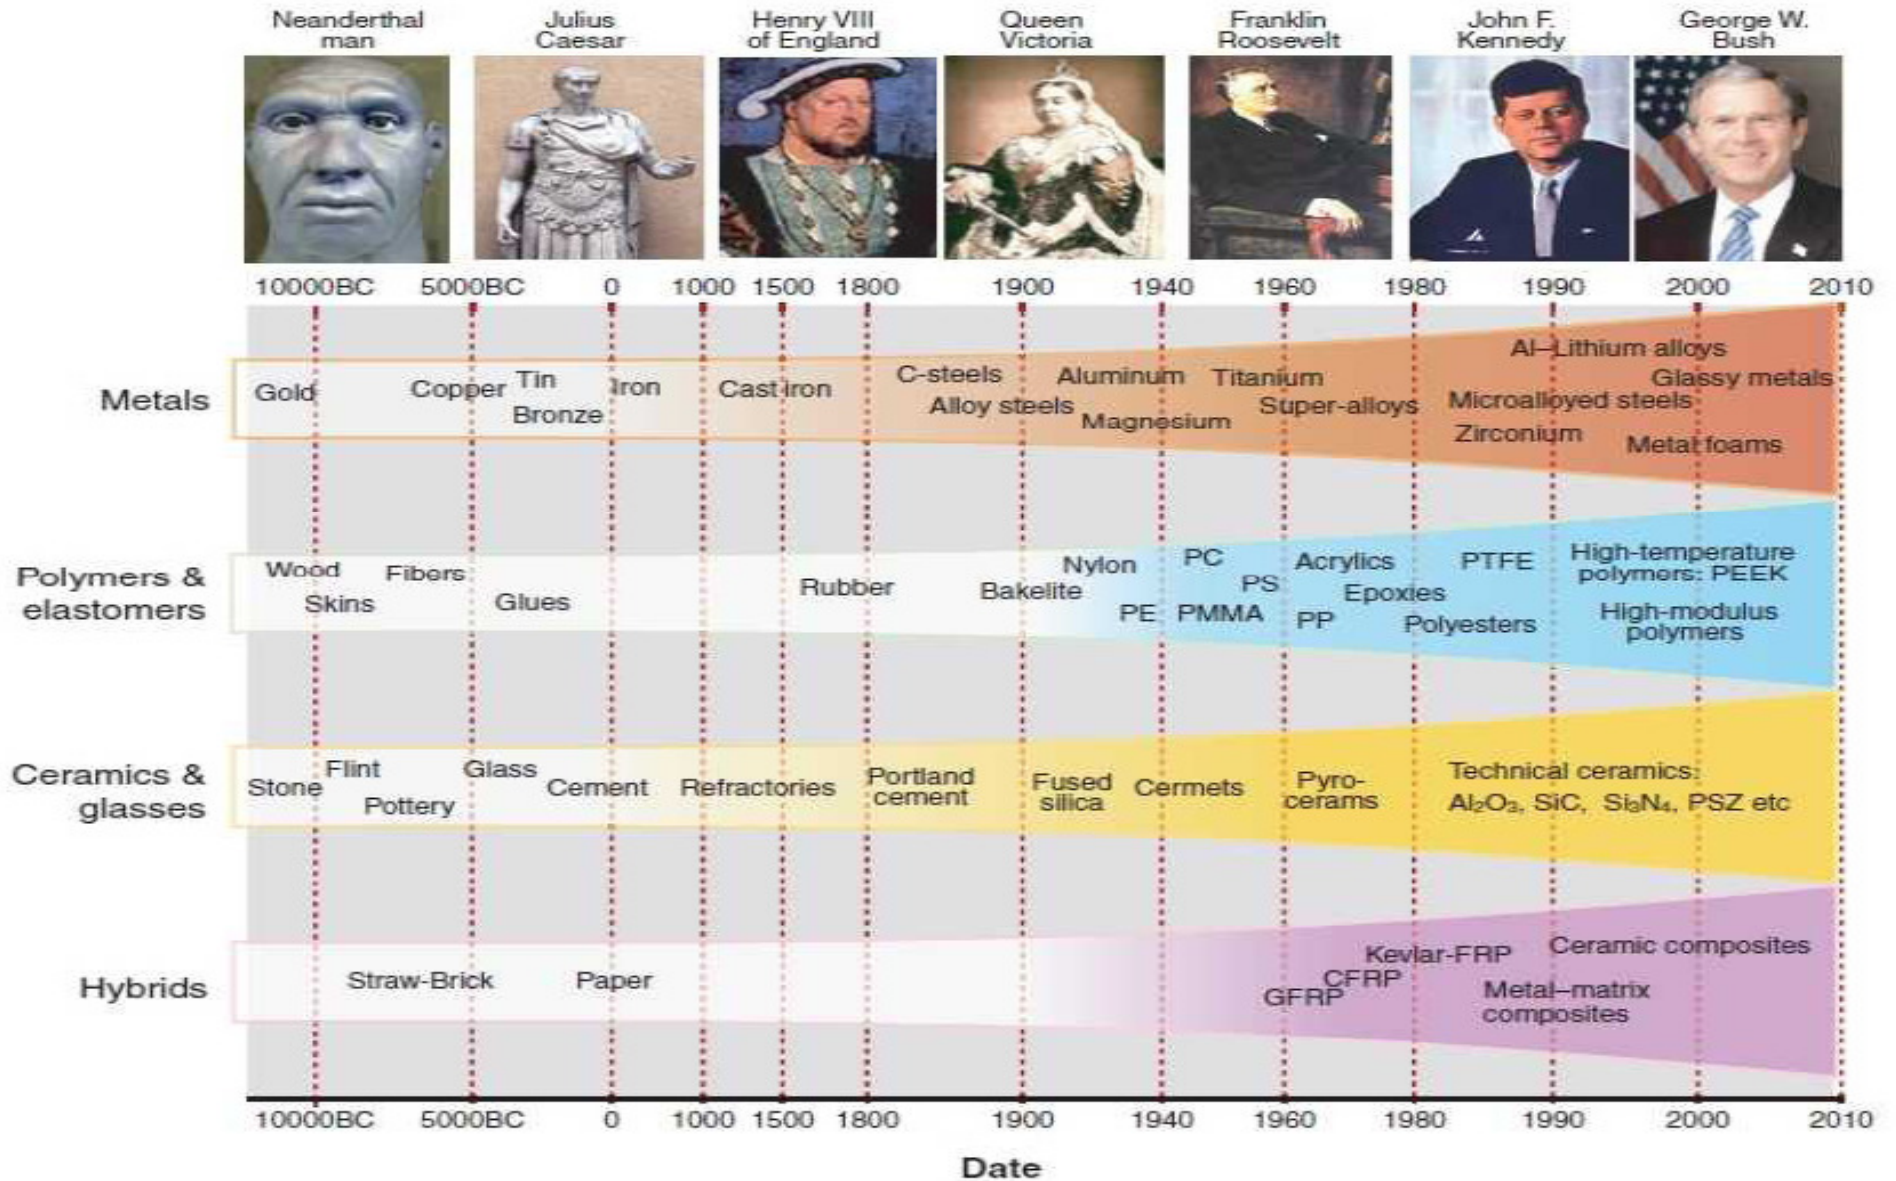 Neanderthal
man
Julius
Caesar
Henry VIII
of England
Queen
Victoria
Franklin
Roosevelt
John F.
Kennedy
George W.
Bush
10000BC 5000BC 0 1000 1500 1800 1900 1940 1960 1980 1990 2000 2010
Metals
Gold
Copper
Tin
Bronze
Iron
Cast iron
C-steels
Alloy steels
Aluminum
Magnesium
Titanium
Super-alloys
Al–Lithium alloys
Glassy metals
Microalloyed steels
Zirconium
Metal foams
Polymers &
elastomers
Wood
Skins
Fibers
Glues
Rubber
Bakelite
Nylon
PE
PC
PMMA
PS
Acrylics
PP
Epoxies
Polyesters
PTFE
High-temperature
polymers: PEEK
High-modulus
polymers
Ceramics &
glasses
Stone
Flint
Pottery
Glass
Cement
Refractories
Portland
cement
Fused
silica
Cermets
Pyro-
cerams
Technical ceramics:
Al₂O₃, SiC, Si₃N₄, PSZ etc
Hybrids
Straw-Brick
Paper
GFRP
CFRP
Kevlar-FRP
Ceramic composites
Metal–matrix
composites
10000BC 5000BC 0 1000 1500 1800 1900 1940 1960 1980 1990 2000 2010
Date